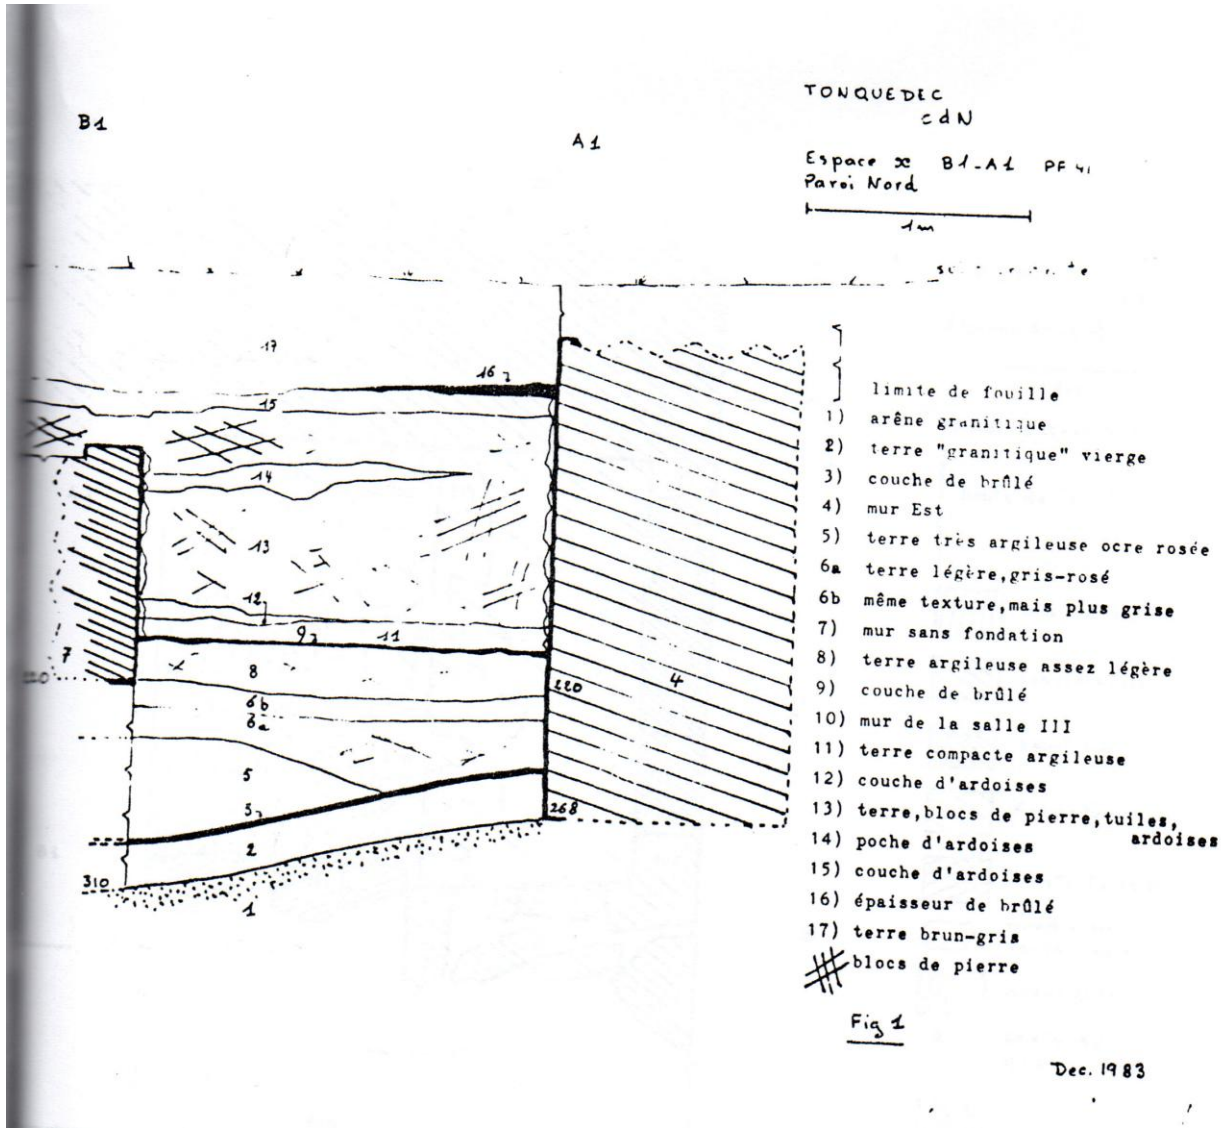 B1
A1
TONQUEDEC
cdN
Espace x B1-A1 PF 41
Paroi Nord
1m
17
16
15
14
13
12
9 11
7
8
220
4
6b
6a
5
3
268
2
310
1
limite de fouille
1) arène granitique
2) terre "granitique" vierge
3) couche de brûlé
4) mur Est
5) terre très argileuse ocre rosée
6a terre légère,gris-rosé
6b même texture,mais plus grise
7) mur sans fondation
8) terre argileuse assez légère
9) couche de brûlé
10) mur de la salle III
11) terre compacte argileuse
12) couche d'ardoises
13) terre,blocs de pierre,tuiles,
ardoises
14) poche d'ardoises
15) couche d'ardoises
16) épaisseur de brûlé
17) terre brun-gris
blocs de pierre
Fig 1
Dec. 1983